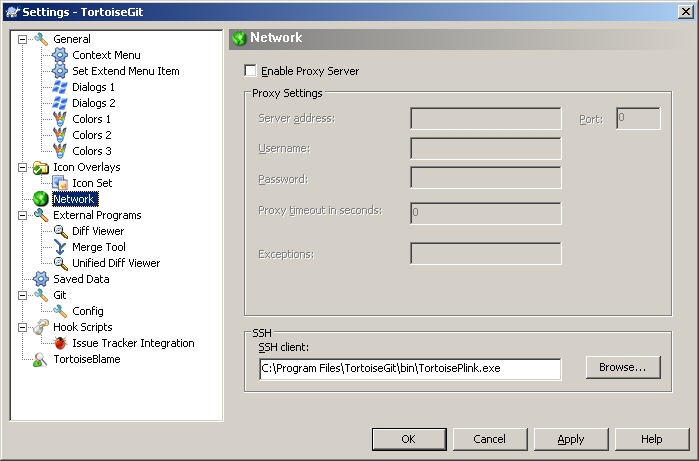 Settings - TortoiseGit
General
Context Menu
Set Extend Menu Item
Dialogs 1
Dialogs 2
Colors 1
Colors 2
Colors 3
Icon Overlays
Icon Set
Network
External Programs
Diff Viewer
Merge Tool
Unified Diff Viewer
Saved Data
Git
Config
Hook Scripts
Issue Tracker Integration
TortoiseBlame
Network
Enable Proxy Server
Proxy Settings
Server address:
Port: 0
Username:
Password:
Proxy timeout in seconds: 0
Exceptions:
SSH
SSH client:
C:\Program Files\TortoiseGit\bin\TortoisePlink.exe
Browse...
OK Cancel Apply Help